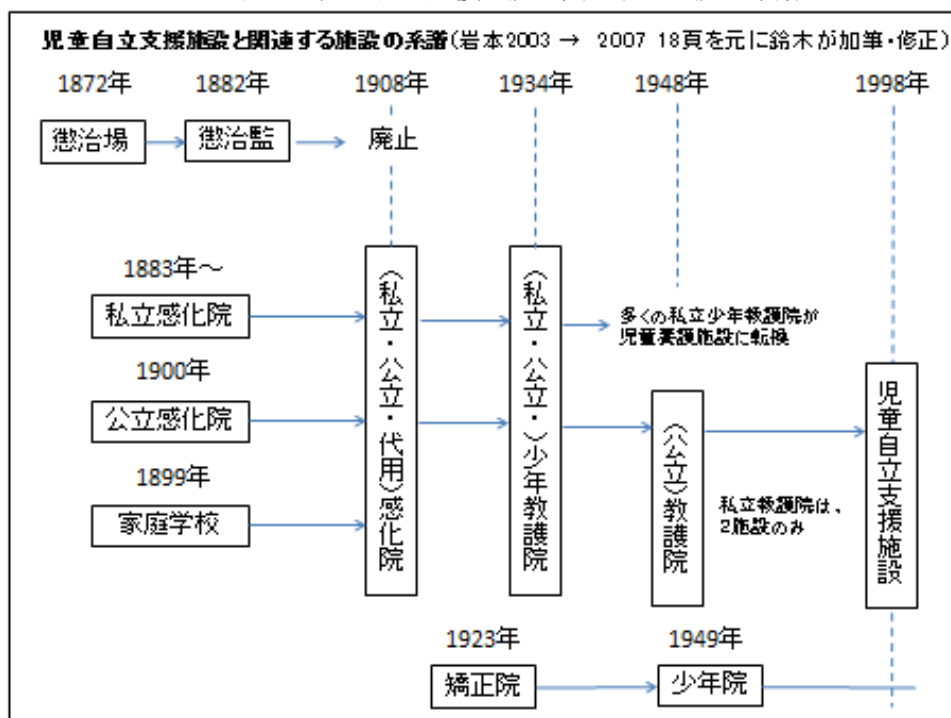 児童自立支援施設と関連する施設の系譜(岩本2003 → 2007 18頁を元に鈴木が加筆・修正)
1872年 1882年 1908年 1934年 1948年 1998年
懲治場 懲治監 廃止
1883年～
私立感化院
1900年
公立感化院
1899年
家庭学校
(私立・公立・代用)感化院
(私立・公立・)少年教護院
多くの私立少年教護院が
児童養護施設に転換
(公立)教護院
私立教護院は、
2施設のみ
児童自立支援施設
1923年 1949年
矯正院 少年院